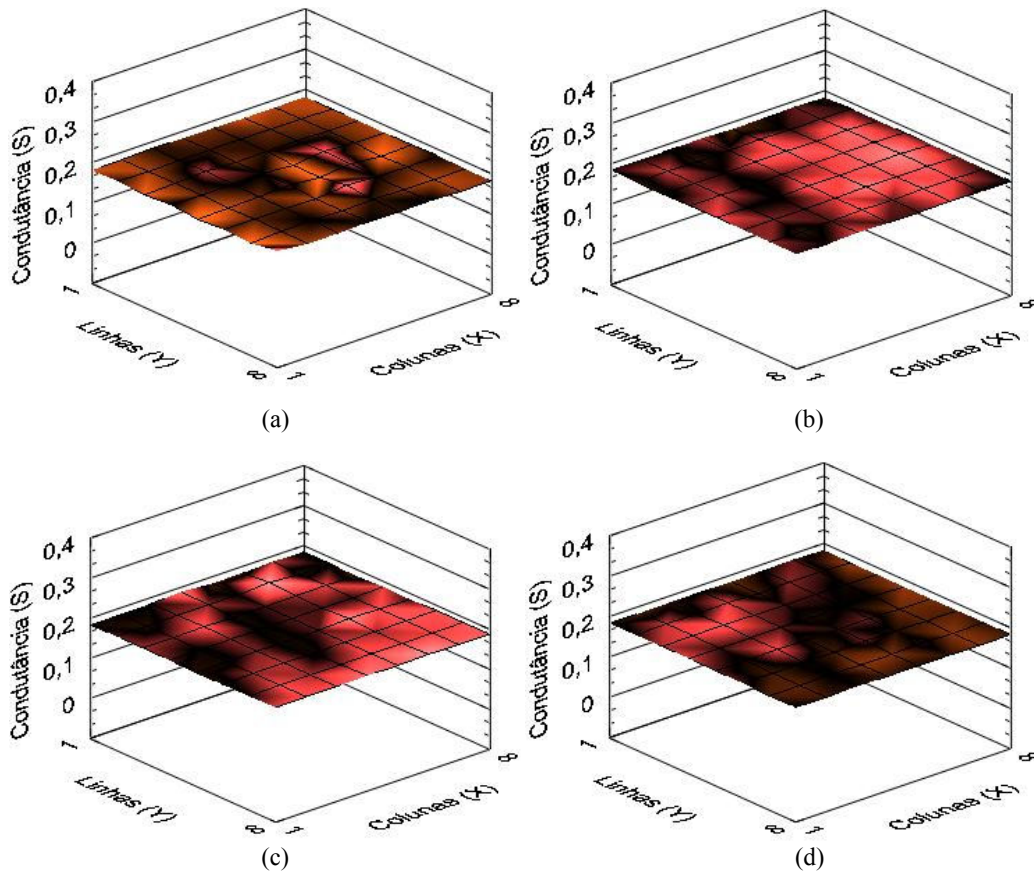 Condutância (S)
0,4
0,3
0,2
0,1
0
1
Linhas (Y)
8
1
Colunas (X)
8
(a)
Condutância (S)
0,4
0,3
0,2
0,1
0
1
Linhas (Y)
8
1
Colunas (X)
8
(b)
Condutância (S)
0,4
0,3
0,2
0,1
0
1
Linhas (Y)
8
1
Colunas (X)
8
(c)
Condutância (S)
0,4
0,3
0,2
0,1
0
1
Linhas (Y)
8
1
Colunas (X)
8
(d)